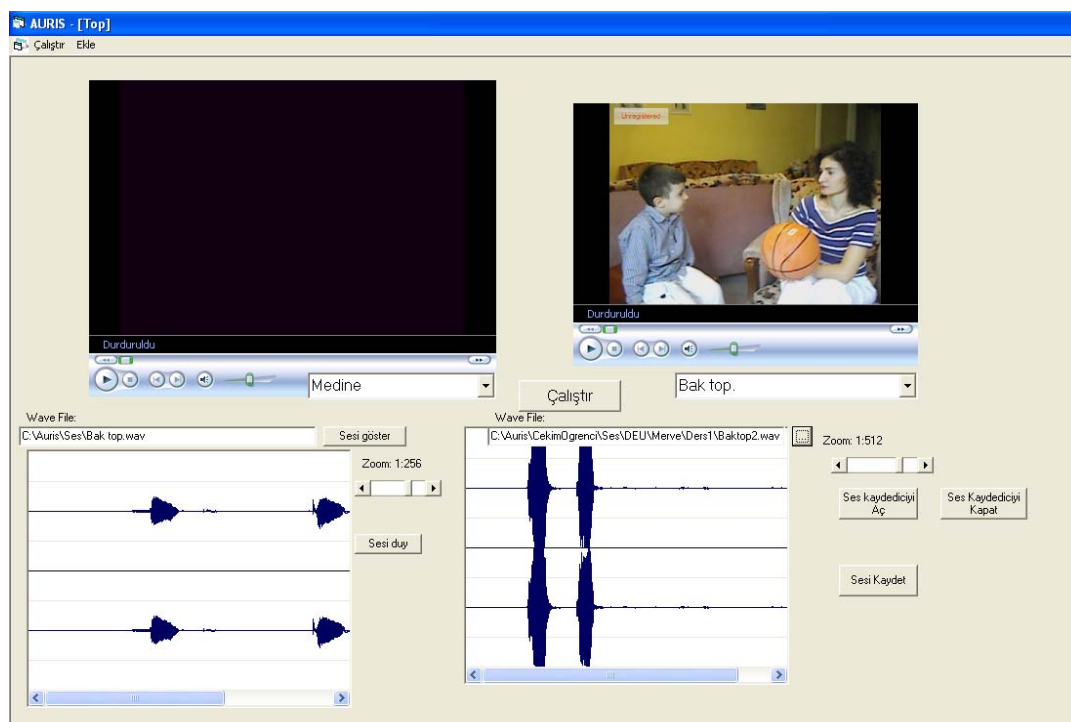 AURIS - [Top]
Çalıştır Ekle
Unregistered
Durduruldu
Durduruldu
Medine
Çalıştır
Bak top.
Wave File:
C:\Auris\Ses\Bak top.wav
Sesi göster
Zoom: 1:256
Sesi duy
Wave File:
C:\Auris\CekimOgrenci\Ses\DEU\Merve\Ders1\Baktop2.wav
...
Zoom: 1:512
Ses kaydediciyi
Aç
Ses Kaydediciyi
Kapat
Sesi Kaydet